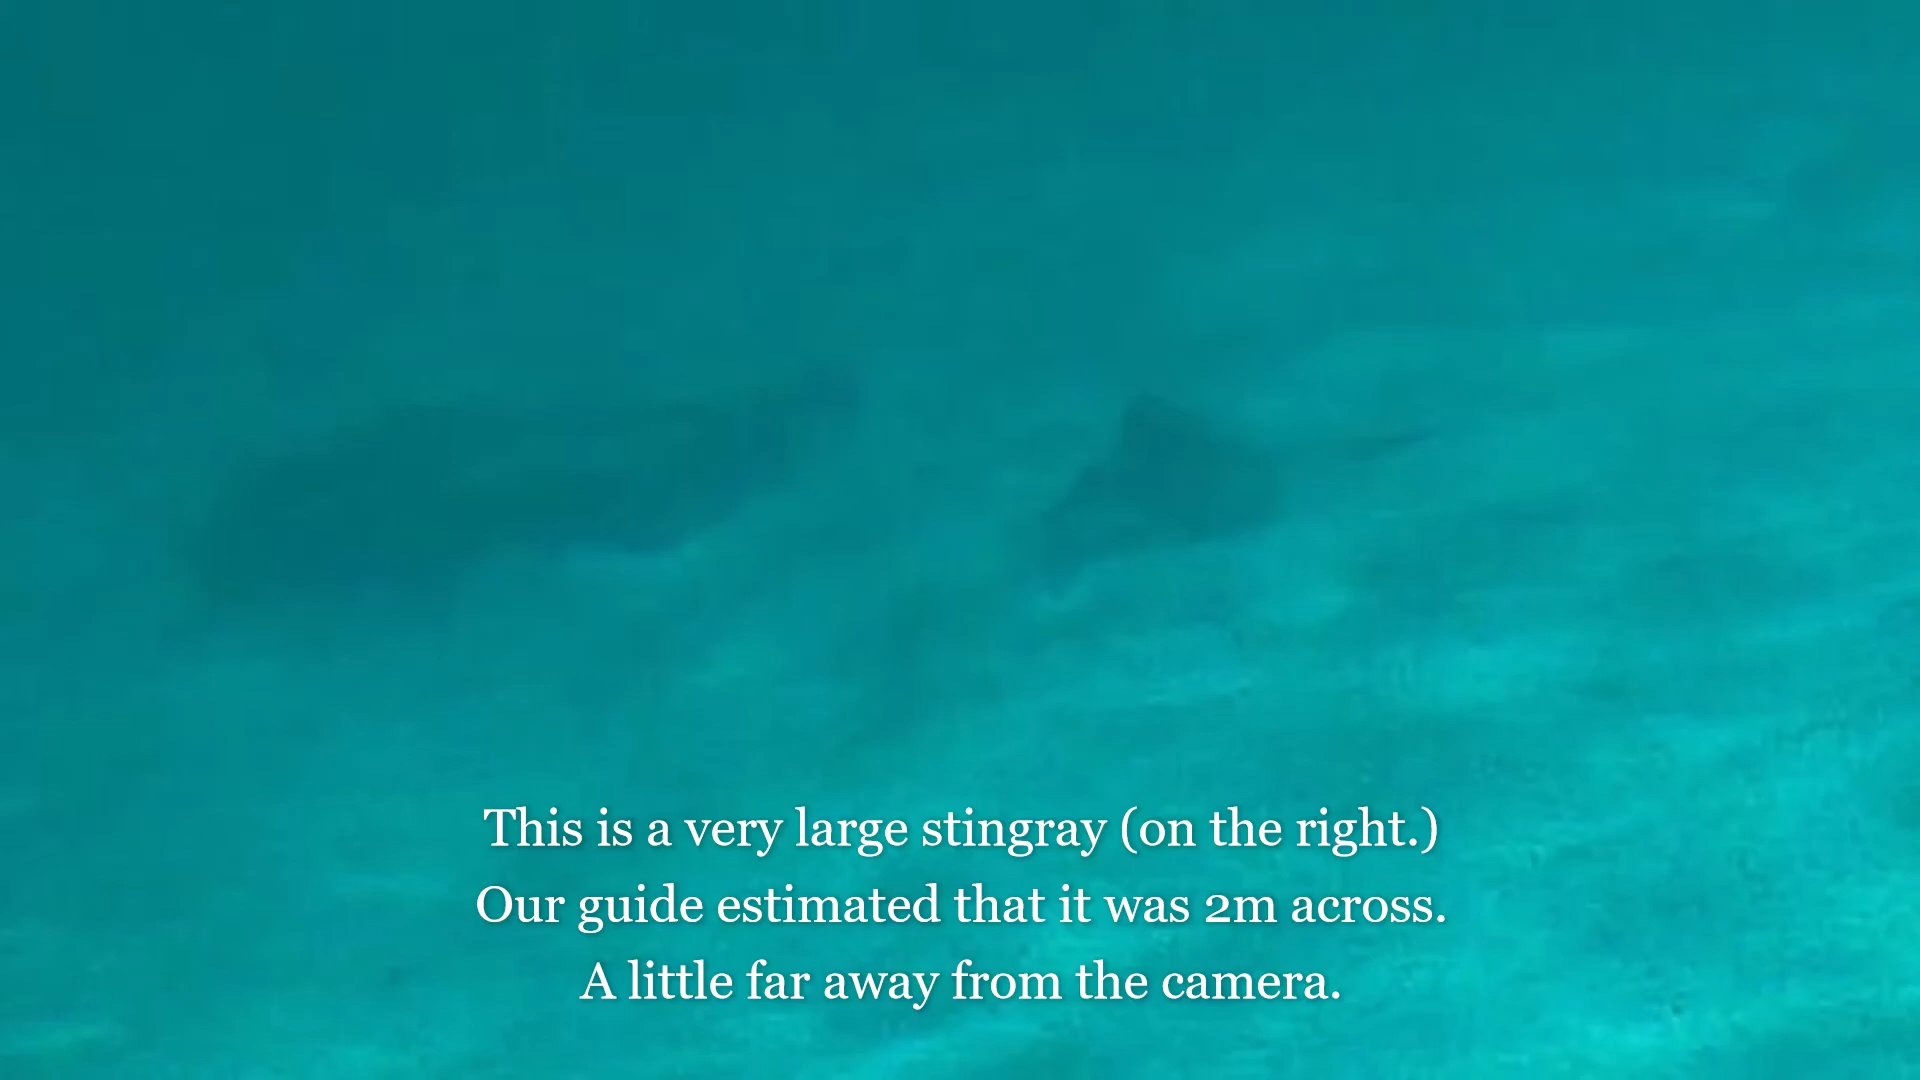 This is a very large stingray (on the right.)
Our guide estimated that it was 2m across.
A little far away from the camera.